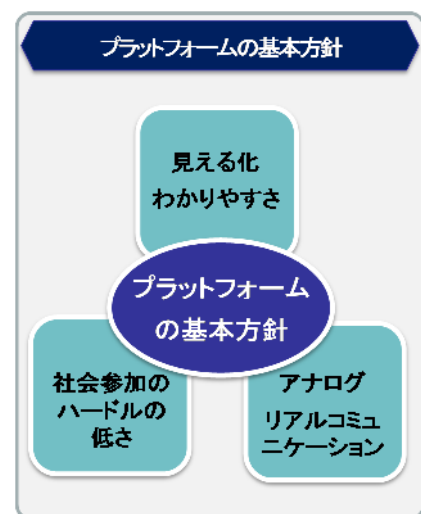 プラットフォームの基本方針
見える化
わかりやすさ
プラットフォーム
の基本方針
社会参加の
ハードルの
低さ
アナログ
リアルコミュ
ニケーション